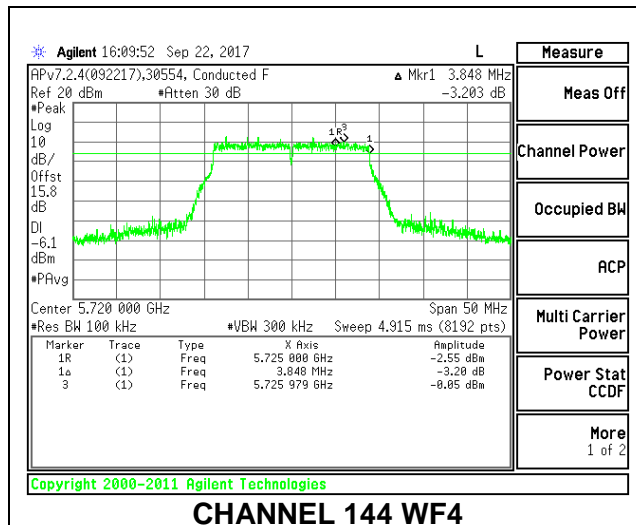 Agilent 16:09:52 Sep 22, 2017 L
APv7.2.4(092217),30554, Conducted F
Δ Mkr1 3.848 MHz
Ref 20 dBm #Atten 30 dB -3.203 dB
#Peak
Log
10
dB/
Offst
15.8
dB
DI
-6.1
dBm
#PAvg
1R 3 1
Center 5.720 000 GHz Span 50 MHz
#Res BW 100 kHz #VBW 300 kHz Sweep 4.915 ms (8192 pts)
Marker Trace Type X Axis Amplitude
1R (1) Freq 5.725 000 GHz -2.55 dBm
1Δ (1) Freq 3.848 MHz -3.20 dB
3 (1) Freq 5.725 979 GHz -0.05 dBm
Copyright 2000-2011 Agilent Technologies
Measure
Meas Off
Channel Power
Occupied BW
ACP
Multi Carrier
Power
Power Stat
CCDF
More
1 of 2
CHANNEL 144 WF4